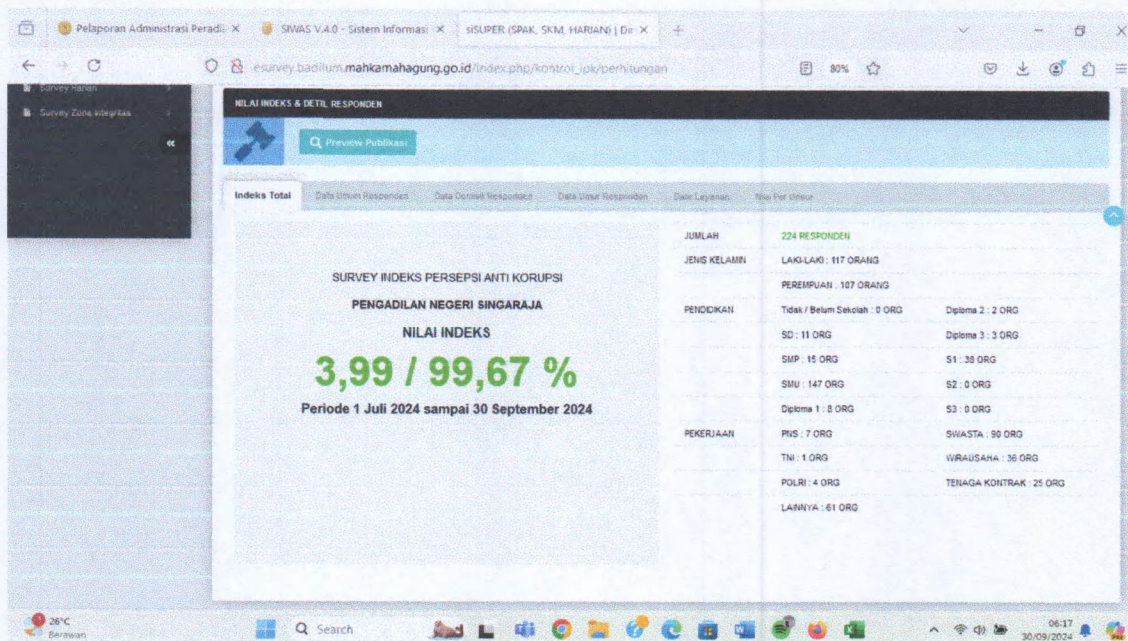 Pelaporan Administrasi Peradil
SIWAS V.4.0 - Sistem Informasi
siSUPER (SPAK, SKM, HARIAN) | Dir
esurvey.badilum.mahkamahagung.go.id/index.php/kontrol_ipk/perhitungan
80%
Survey Harian
Survey Zona Integritas
NILAI INDEKS & DETIL RESPONDEN
Preview Publikasi
Indeks Total
Data Umum Responden
Data Domisili Responden
Data Unsur Responden
Data Layanan
Nilai Per Unsur
SURVEY INDEKS PERSEPSI ANTI KORUPSI
PENGADILAN NEGERI SINGARAJA
NILAI INDEKS
3,99 / 99,67 %
Periode 1 Juli 2024 sampai 30 September 2024
JUMLAH 224 RESPONDEN
JENIS KELAMIN LAKI-LAKI : 117 ORANG
PEREMPUAN : 107 ORANG
PENDIDIKAN Tidak / Belum Sekolah : 0 ORG Diploma 2 : 2 ORG
SD : 11 ORG Diploma 3 : 3 ORG
SMP : 15 ORG S1 : 38 ORG
SMU : 147 ORG S2 : 0 ORG
Diploma 1 : 8 ORG S3 : 0 ORG
PEKERJAAN PNS : 7 ORG SWASTA : 90 ORG
TNI : 1 ORG WIRAUSAHA : 36 ORG
POLRI : 4 ORG TENAGA KONTRAK : 25 ORG
LAINNYA : 61 ORG
26°C
Berawan
Search
06:17
30/09/2024